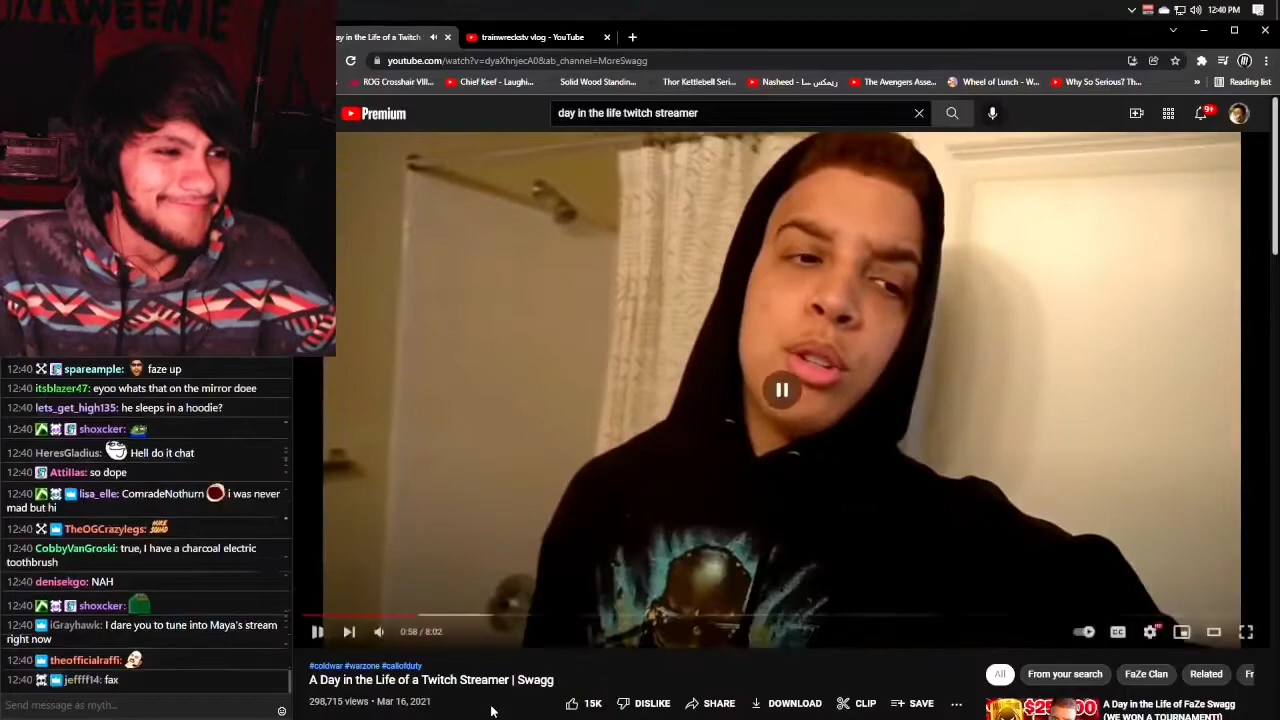 12:40 PM
day in the Life of a Twitch
trainwreckstv vlog - YouTube
youtube.com/watch?v=dyaXhnjecA0&ab_channel=MoreSwagg
ROG Crosshair VIII...
Chief Keef - Laughi...
Solid Wood Standin...
Thor Kettlebell Seri...
Nasheed - ريمكس سا...
The Avengers Asse...
Wheel of Lunch - W...
Why So Serious? Th...
Reading list
Premium
day in the life twitch streamer
9+
12:40 spareample: faze up
12:40 itsblazer47: eyoo whats that on the mirror doee
12:40 lets_get_high135: he sleeps in a hoodie?
12:40 shoxcker:
12:40 HeresGladius: Hell do it chat
12:40 Attillas: so dope
12:40 lisa_elle: ComradeNothurn i was never
mad but hi
12:40 TheOGCrazylegs:
12:40 CobbyVanGroski: true, I have a charcoal electric
toothbrush
12:40 denisekgo: NAH
12:40 shoxcker:
12:40 iGrayhawk: I dare you to tune into Maya's stream
right now
12:40 theofficialraffi:
12:40 jeffff14: fax
Send message as myth...
0:58 / 8:02
CC
#coldwar #warzone #callofduty
A Day in the Life of a Twitch Streamer | Swagg
298,715 views • Mar 16, 2021
15K
DISLIKE
SHARE
DOWNLOAD
CLIP
SAVE
All
From your search
FaZe Clan
Related
Fr
A Day in the Life of FaZe Swagg
(WE WON A TOURNAMENT!)